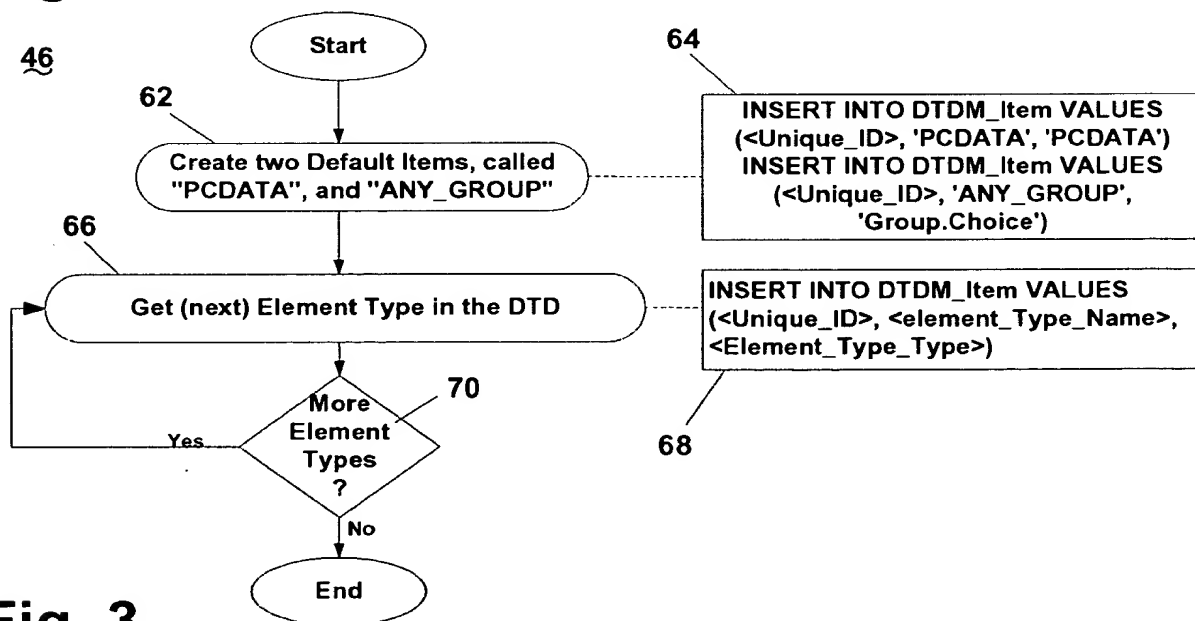 46
Start
62
Create two Default Items, called
"PCDATA", and "ANY_GROUP"
64
INSERT INTO DTDM_Item VALUES
(<Unique_ID>, 'PCDATA', 'PCDATA')
INSERT INTO DTDM_Item VALUES
(<Unique_ID>, 'ANY_GROUP',
'Group.Choice')
66
Get (next) Element Type in the DTD
INSERT INTO DTDM_Item VALUES
(<Unique_ID>, <element_Type_Name>,
<Element_Type_Type>)
68
More
Element
Types
?
70
Yes
No
End
Fig. 3